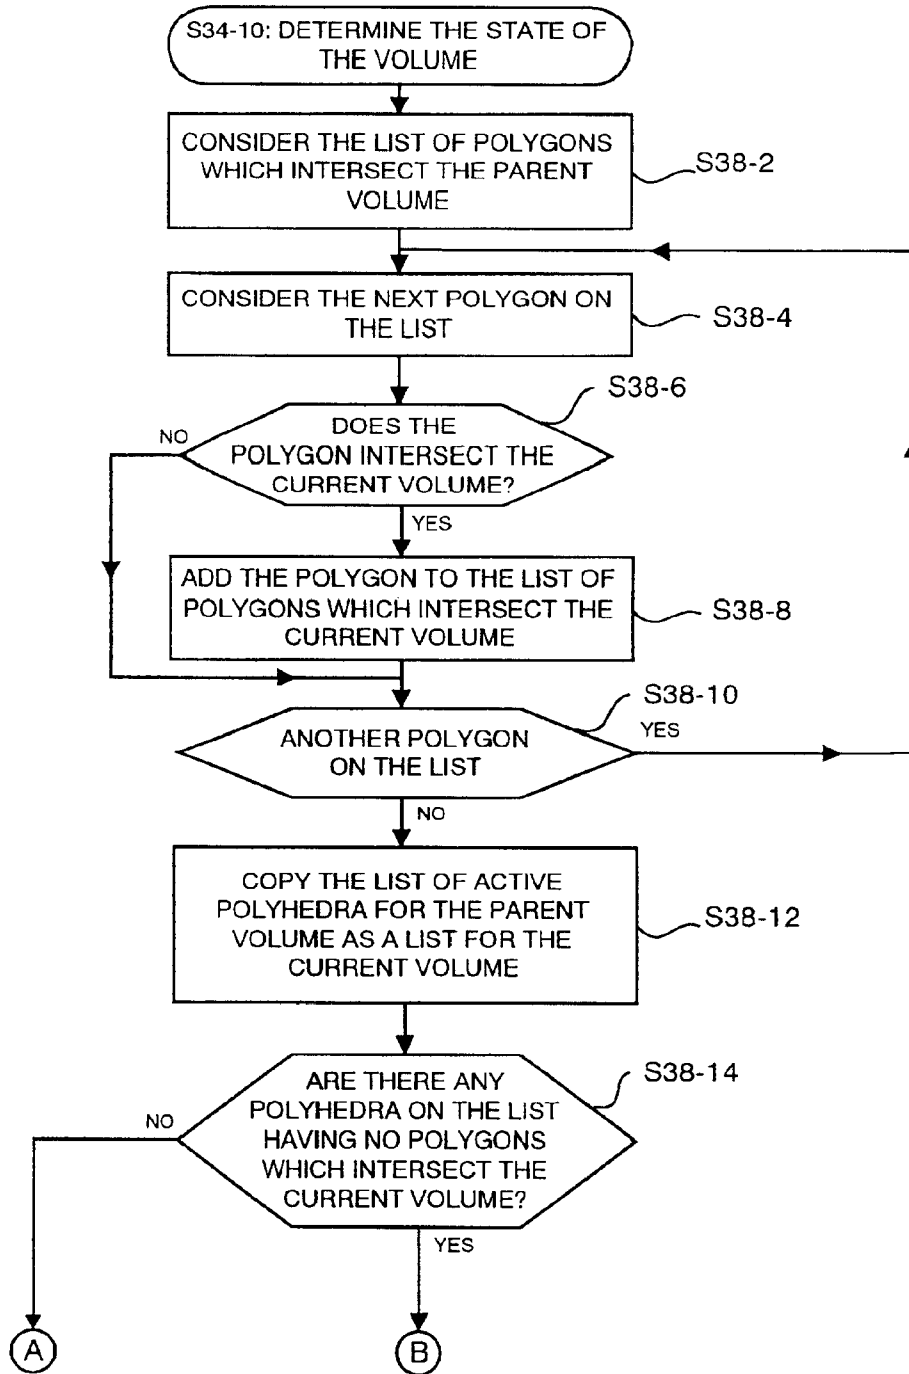 S34-10: DETERMINE THE STATE OF
THE VOLUME
CONSIDER THE LIST OF POLYGONS
WHICH INTERSECT THE PARENT
VOLUME
S38-2
CONSIDER THE NEXT POLYGON ON
THE LIST
S38-4
S38-6
DOES THE
POLYGON INTERSECT THE
CURRENT VOLUME?
NO
YES
ADD THE POLYGON TO THE LIST OF
POLYGONS WHICH INTERSECT THE
CURRENT VOLUME
S38-8
S38-10
ANOTHER POLYGON
ON THE LIST
YES
NO
COPY THE LIST OF ACTIVE
POLYHEDRA FOR THE PARENT
VOLUME AS A LIST FOR THE
CURRENT VOLUME
S38-12
S38-14
ARE THERE ANY
POLYHEDRA ON THE LIST
HAVING NO POLYGONS
WHICH INTERSECT THE
CURRENT VOLUME?
NO
YES
A
B